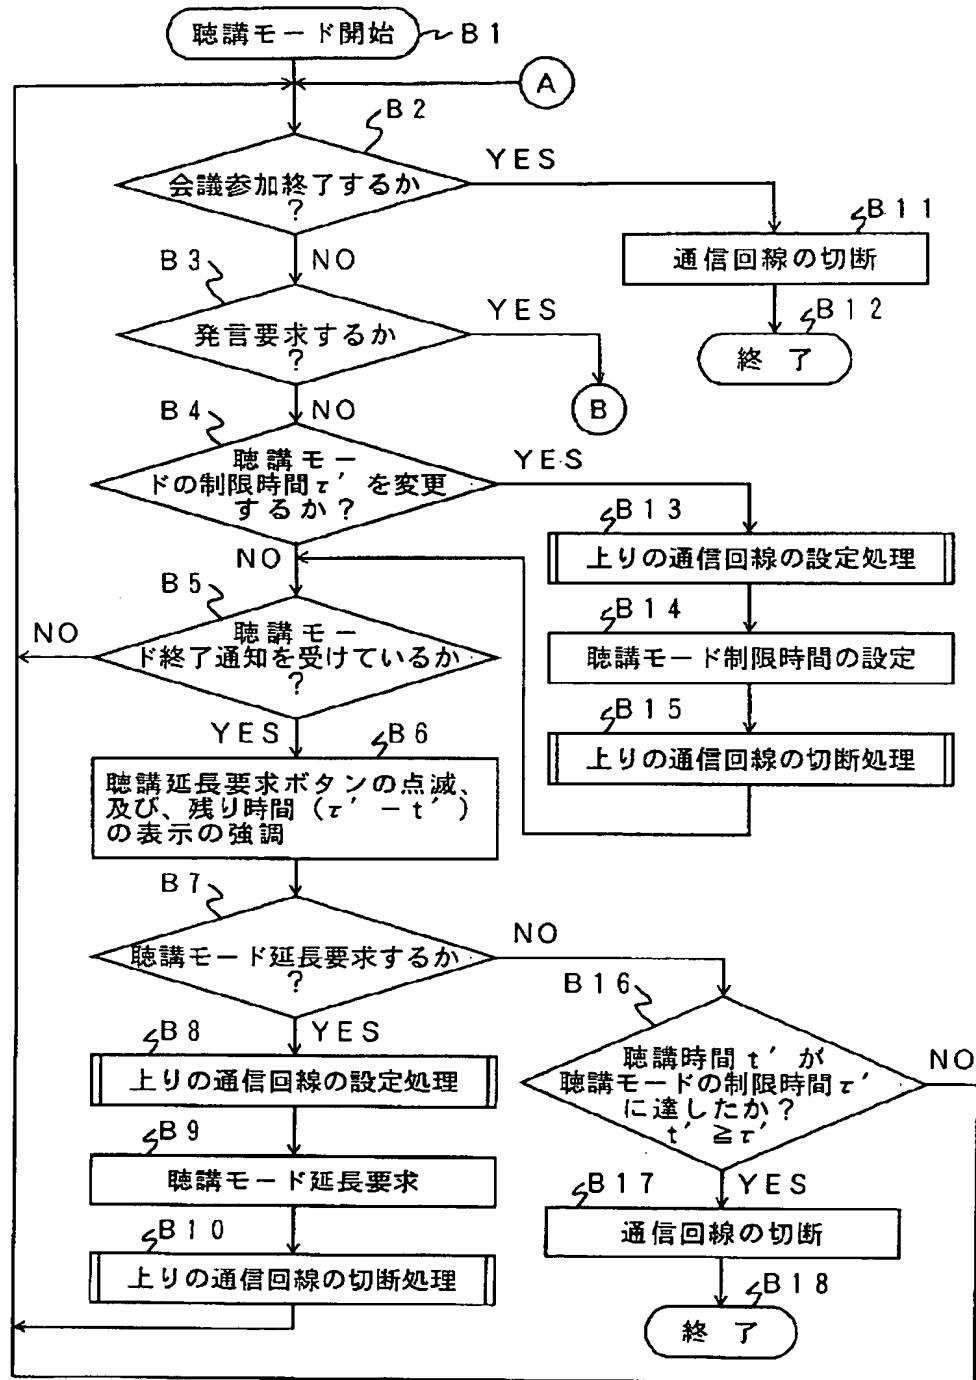 聴講モード開始
B1
A
B2
会議参加終了するか
?
YES
NO
B11
通信回線の切断
B12
終了
B3
発言要求するか
?
YES
NO
B
B4
聴講モー
ドの制限時間τ′を変更
するか?
YES
NO
B13
上りの通信回線の設定処理
B14
聴講モード制限時間の設定
B15
上りの通信回線の切断処理
B5
聴講モー
ド終了通知を受けているか
?
NO
YES
B6
聴講延長要求ボタンの点滅、
及び、残り時間(τ′-t′)
の表示の強調
B7
聴講モード延長要求するか
?
NO
YES
B8
上りの通信回線の設定処理
B9
聴講モード延長要求
B10
上りの通信回線の切断処理
B16
聴講時間t′が
聴講モードの制限時間τ′
に達したか?
t′≧τ′
NO
YES
B17
通信回線の切断
B18
終了